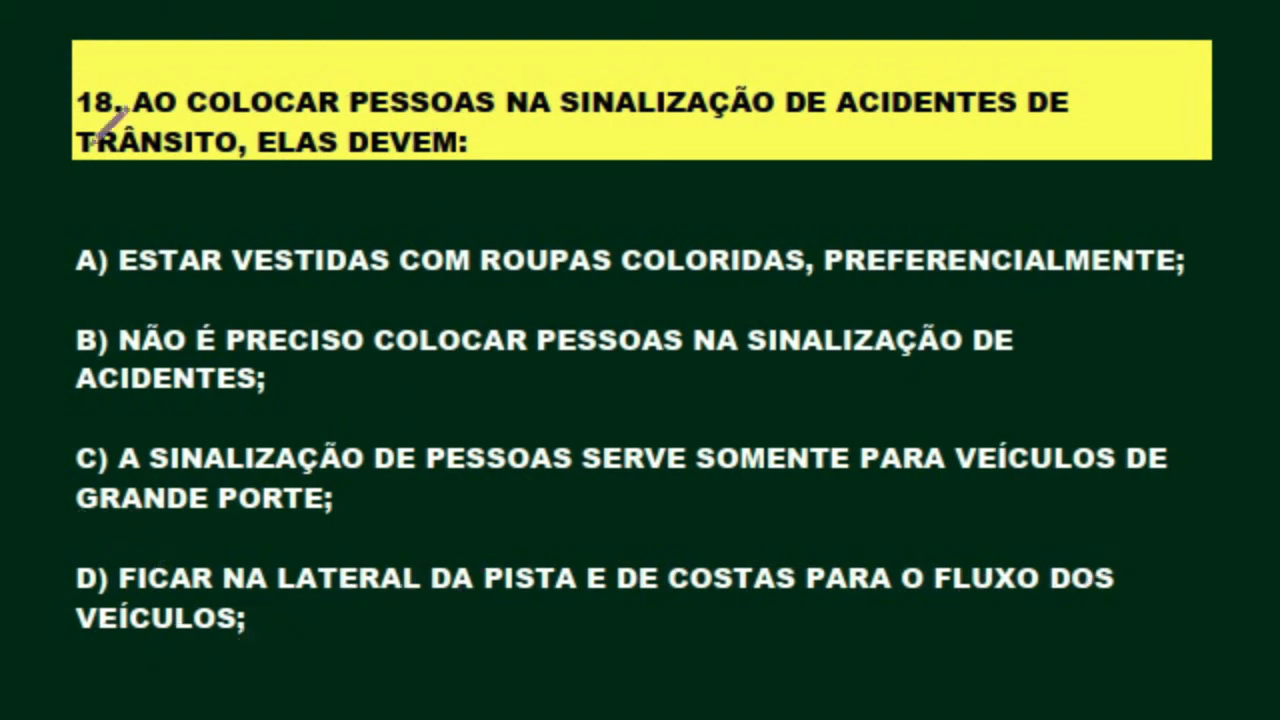 18. AO COLOCAR PESSOAS NA SINALIZAÇÃO DE ACIDENTES DE
TRÂNSITO, ELAS DEVEM:
A) ESTAR VESTIDAS COM ROUPAS COLORIDAS, PREFERENCIALMENTE;
B) NÃO É PRECISO COLOCAR PESSOAS NA SINALIZAÇÃO DE
ACIDENTES;
C) A SINALIZAÇÃO DE PESSOAS SERVE SOMENTE PARA VEÍCULOS DE
GRANDE PORTE;
D) FICAR NA LATERAL DA PISTA E DE COSTAS PARA O FLUXO DOS
VEÍCULOS;